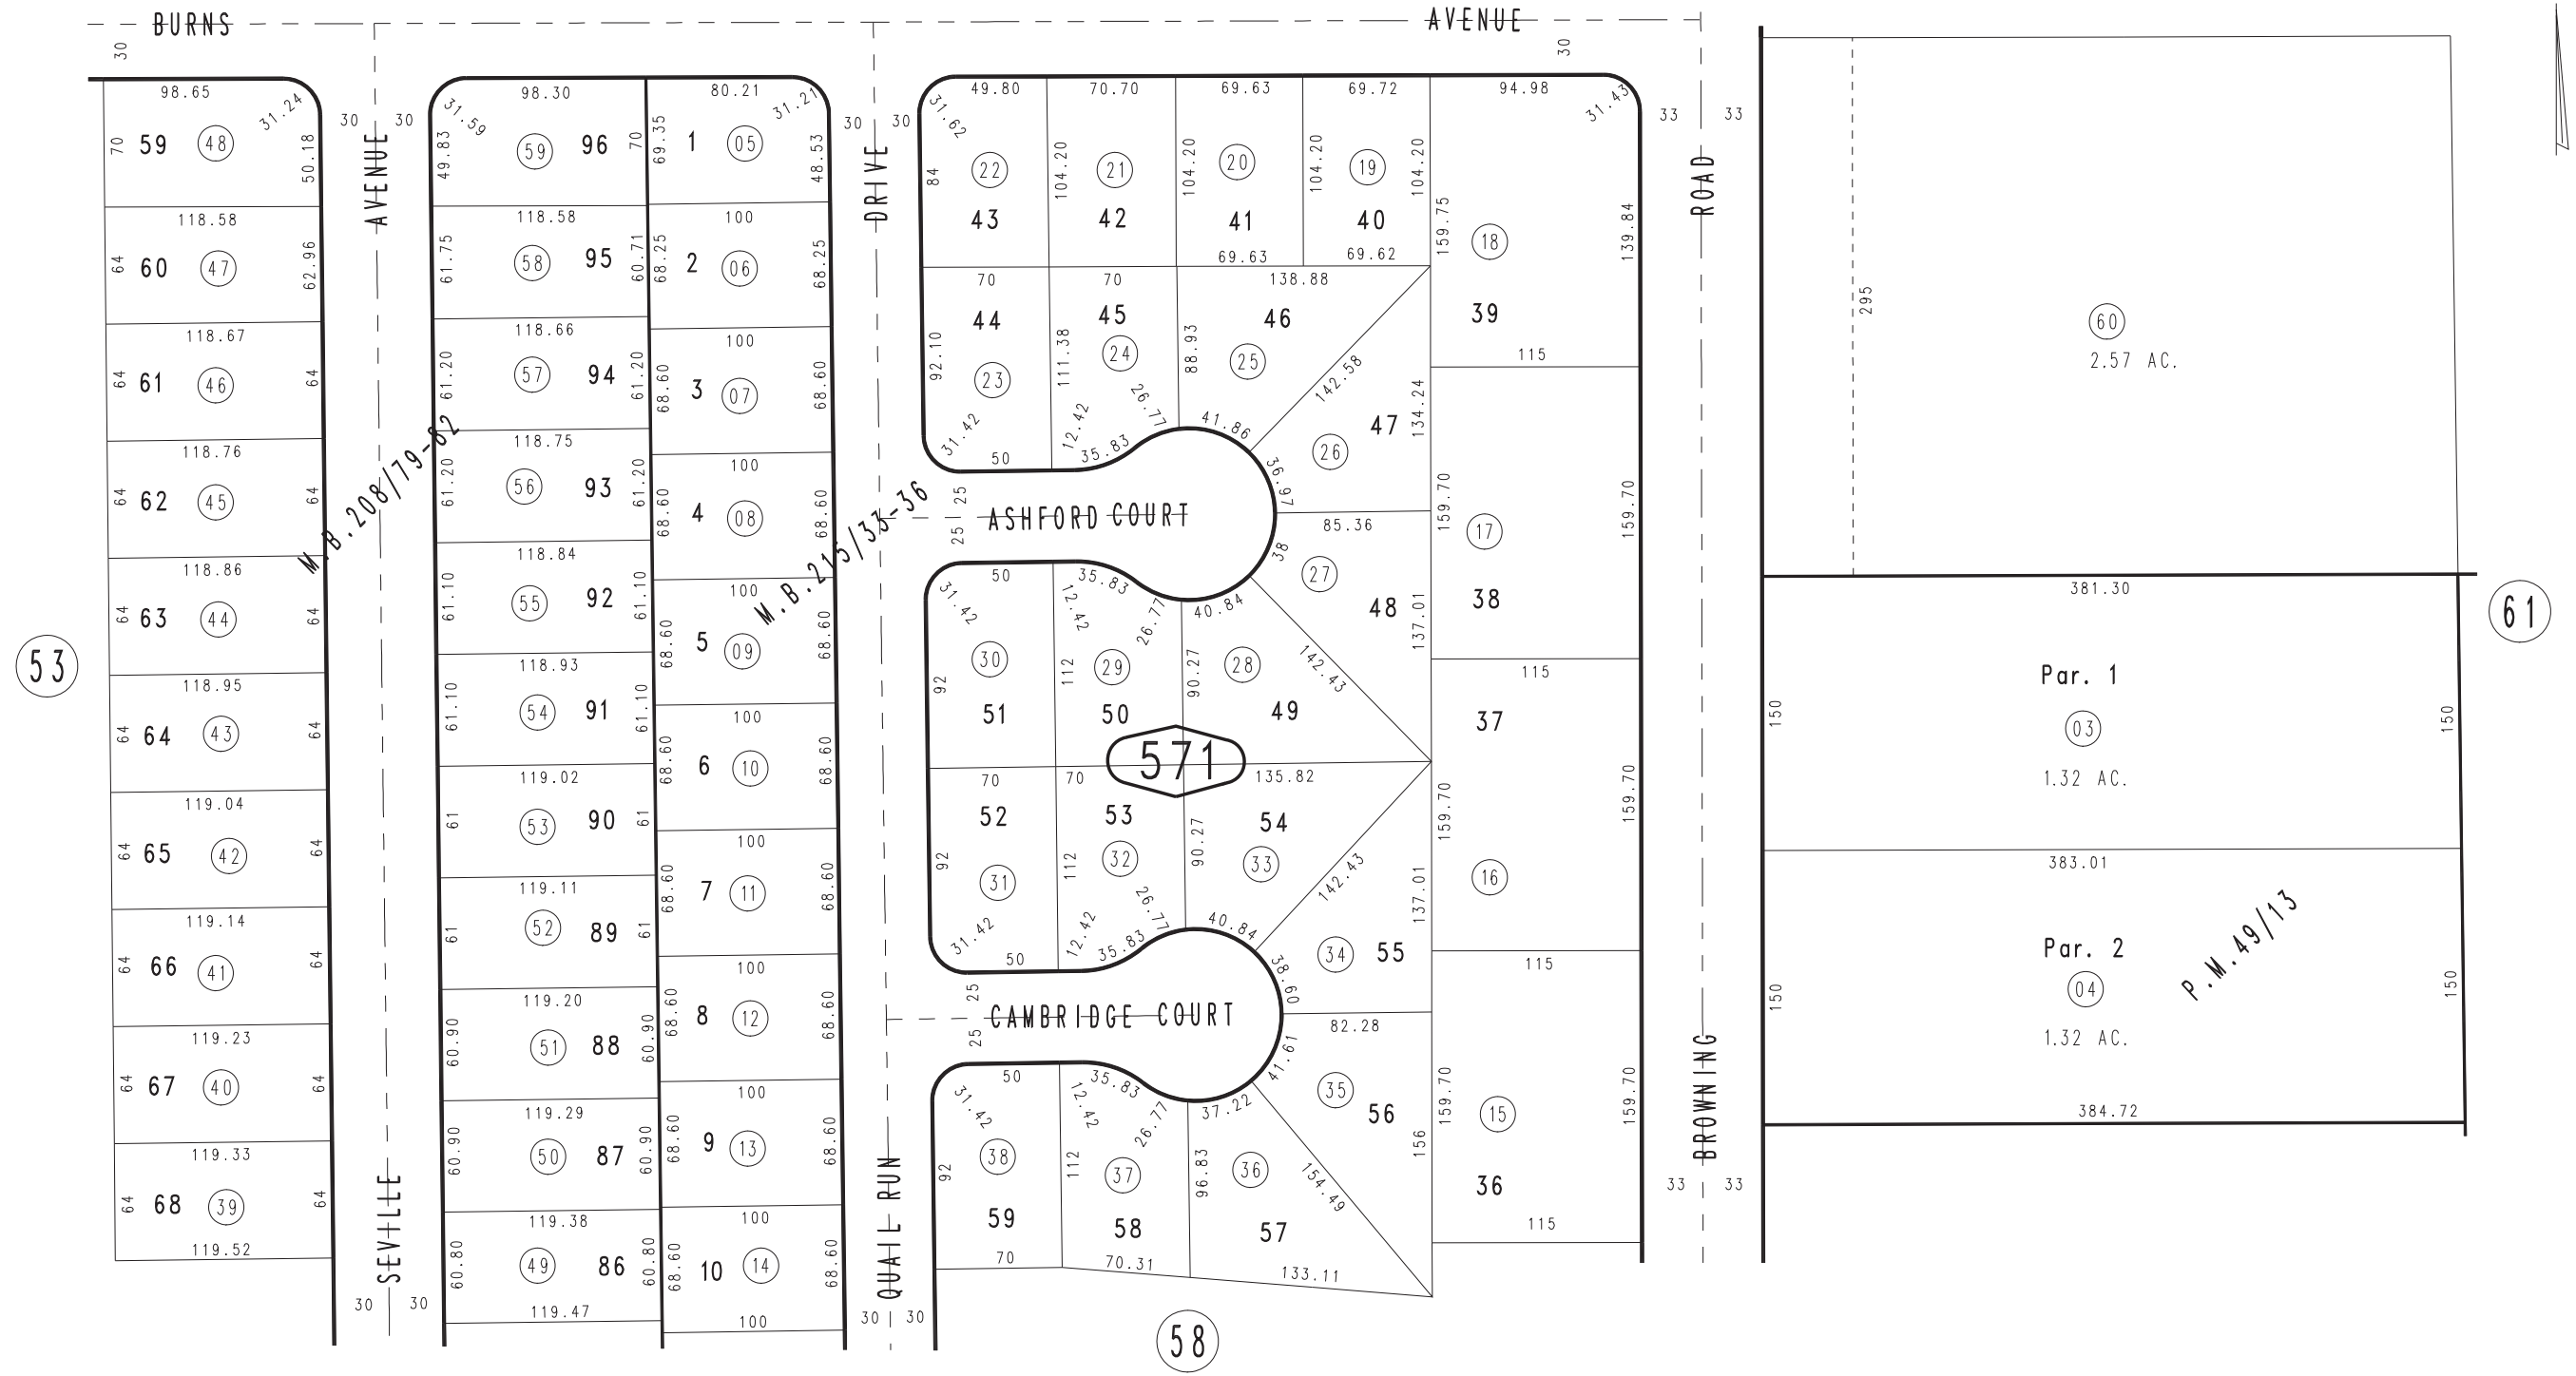 BURNS AVENUE
30 30
98.65 31.24
70 59 48 50.18
118.58
64 60 47 62.96
118.67
64 61 46 64
118.76
64 62 45 64
118.86
64 63 44 64
118.95
64 64 43 64
119.04
64 65 42 64
119.14
64 66 41 64
119.23
64 67 40 64
119.33
64 68 39 64
119.52
53
30 30
AVENUE
SEVILLE
30 30
M.B.208/79-82
31.59 98.30
49.83 59 96 70
118.58
61.75 58 95 60.71
118.66
61.20 57 94 61.20
118.75
61.20 56 93 61.20
118.84
61.10 55 92 61.10
118.93
61.10 54 91 61.10
119.02
61 53 90 61
119.11
61 52 89 61
119.20
60.90 51 88 60.90
119.29
60.90 50 87 60.90
119.38
60.80 49 86 60.80
119.47
80.21 31.21
69.35 1 05 48.53
100
68.25 2 06 68.25
100
68.60 3 07 68.60
100
68.60 4 08 68.60
100
68.60 5 09 68.60
100
68.60 6 10 68.60
100
68.60 7 11 68.60
100
68.60 8 12 68.60
100
68.60 9 13 68.60
100
68.60 10 14 68.60
100
M.B.215/33-36
30 30
DRIVE
QUAIL RUN
30 30
49.80 70.70 69.63 69.72
31.62
84 22 104.20 21 104.20 20 104.20 19 104.20
43 42 41 40
69.63 69.62
70 70 138.88
44 45 46
92.10 23 111.38 24 88.93 25 142.58
31.42 12.42 26.77 41.86
50 35.83
47 134.24
26
36.97
25 25
ASHFORD COURT
85.36
38 27
48 137.01
50 35.83 40.84
31.42 12.42 26.77
92 30 112 29 90.27 28 142.43
51 50 49
571
70 70 135.82
52 53 54
92 31 112 32 90.27 33 142.43
31.42 12.42 26.77 40.84
50 35.83
137.01
34 55
38.60
25 25
CAMBRIDGE COURT
82.28
41.61 35
56 156
50 35.83 37.22
31.42 12.42 26.77
92 38 112 37 96.83 36 154.49
59 58 57
70 70.31 133.11
58
94.98 31.43
159.75 18 139.84
39
115
159.70 17 159.70
38
115
37
159.70 159.70
16
115
159.70 15 159.70
36
115
33 33
ROAD
BROWNING
33 33
295
60
2.57 AC.
381.30
61
Par. 1
150 03 150
1.32 AC.
383.01
Par. 2
150 04 150
1.32 AC.
P.M.49/13
384.72